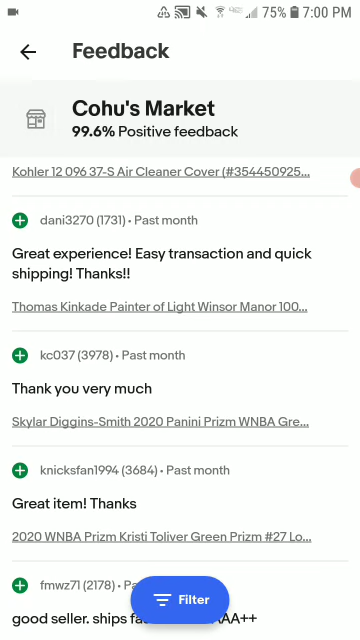 75% 7:00 PM
Feedback
Cohu's Market
99.6% Positive feedback
Kohler 12 096 37-S Air Cleaner Cover (#354450925...
dani3270 (1731) • Past month
Great experience! Easy transaction and quick
shipping! Thanks!!
Thomas Kinkade Painter of Light Winsor Manor 100...
kc037 (3978) • Past month
Thank you very much
Skylar Diggins-Smith 2020 Panini Prizm WNBA Gre...
knicksfan1994 (3684) • Past month
Great item! Thanks
2020 WNBA Prizm Kristi Toliver Green Prizm #27 Lo...
fmwz71 (2178) •
Filter
good seller. ships AA++